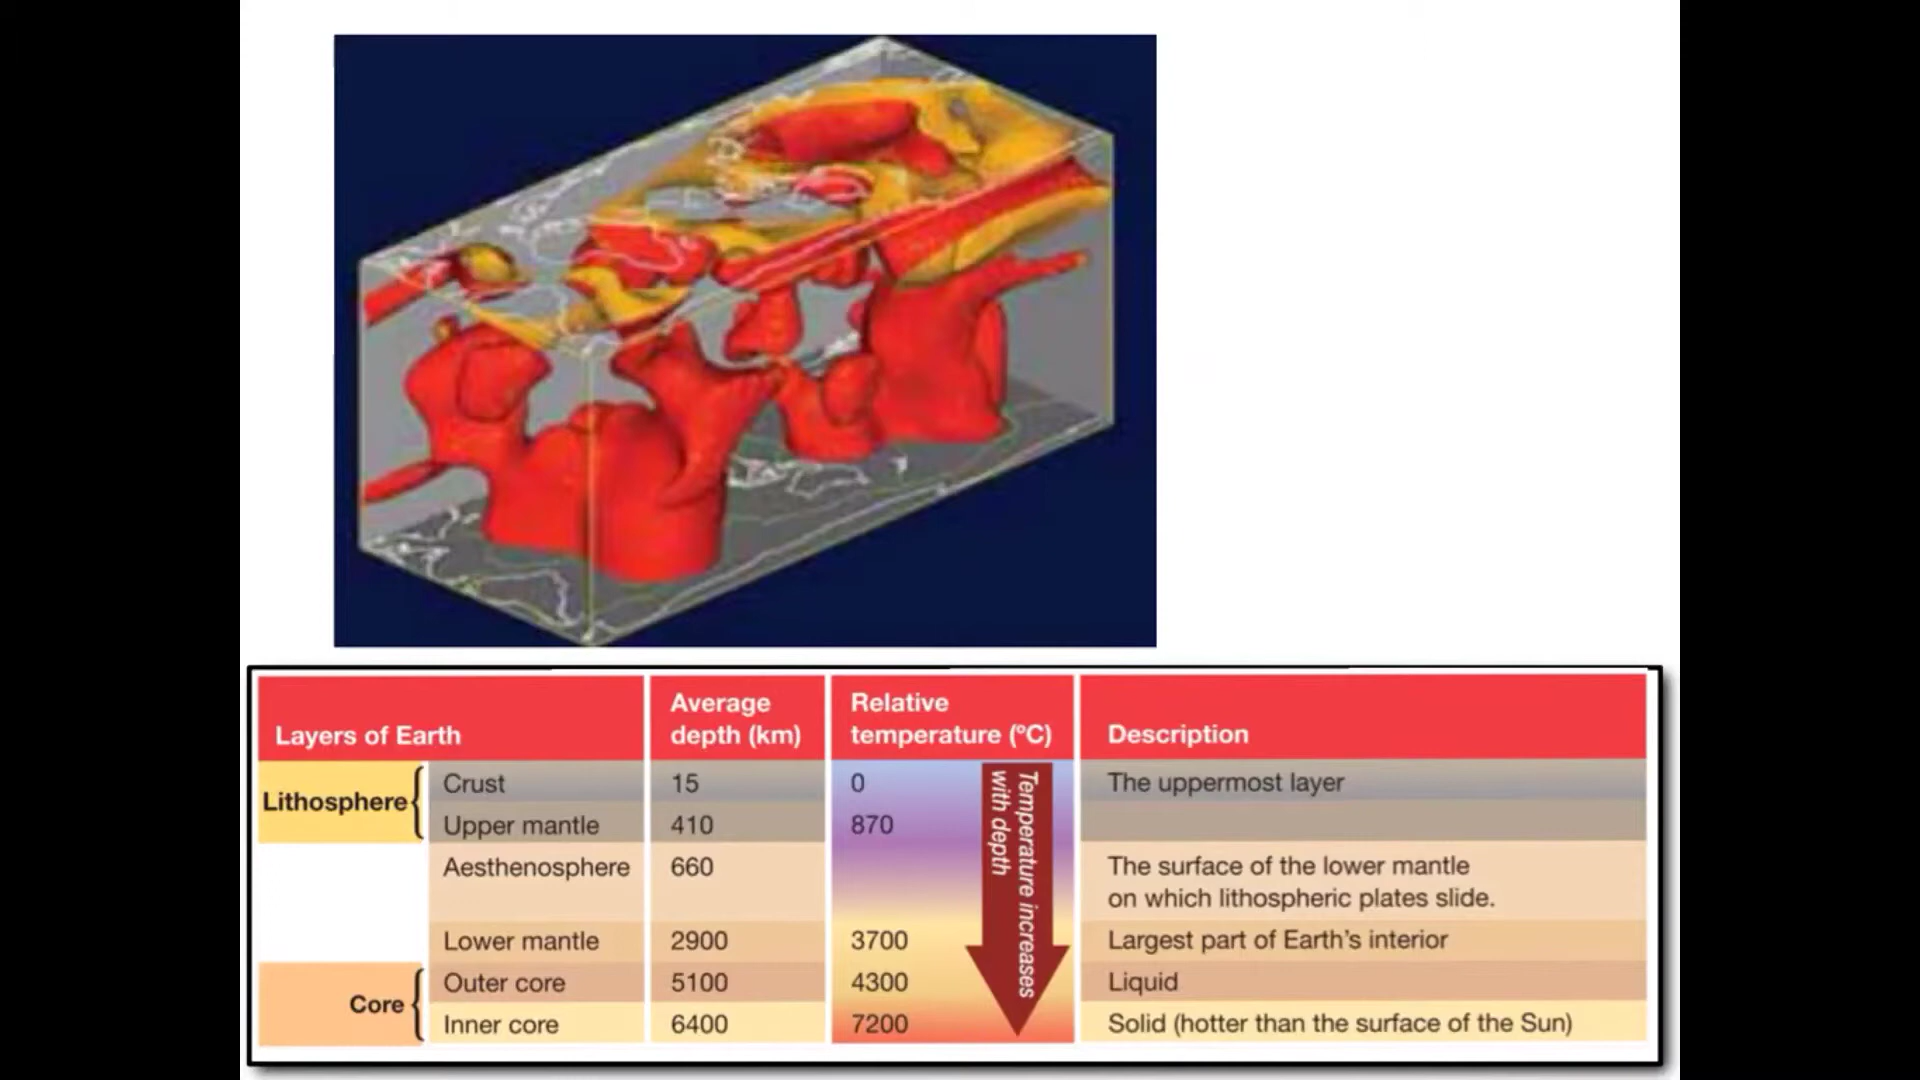 Layers of Earth
Average
depth (km)
Relative
temperature (°C)
Description
Lithosphere
Crust
15
0
The uppermost layer
Upper mantle
410
870
Aesthenosphere
660
The surface of the lower mantle
on which lithospheric plates slide.
Lower mantle
2900
3700
Largest part of Earth's interior
Core
Outer core
5100
4300
Liquid
Inner core
6400
7200
Solid (hotter than the surface of the Sun)
Temperature increases
with depth